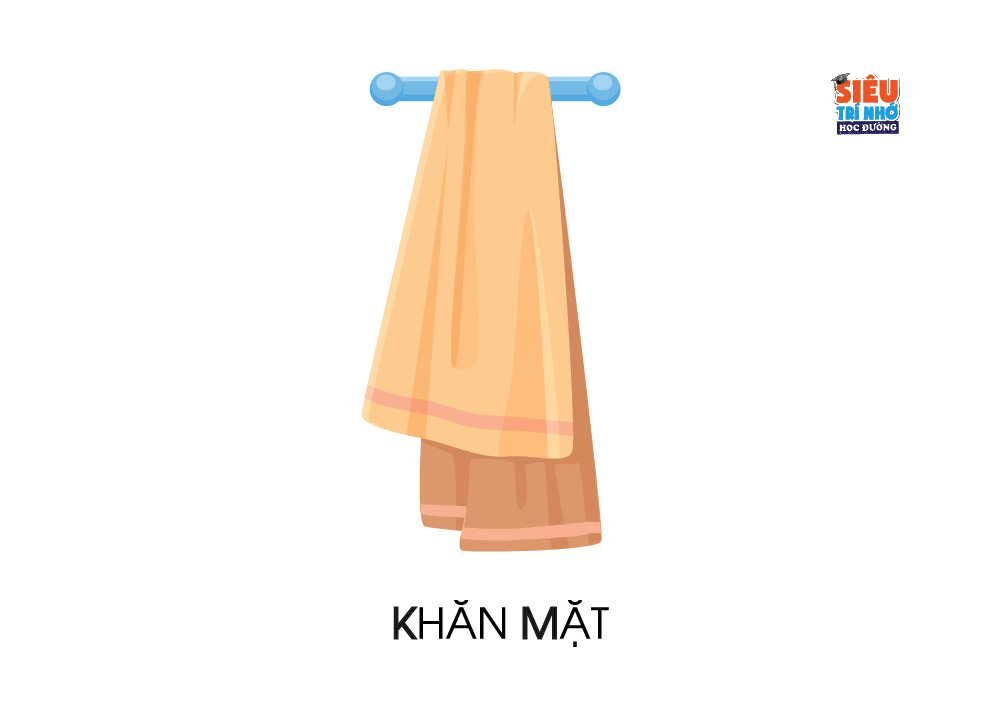 SIÊU
TRÍ NHỚ
HỌC ĐƯỜNG
KHĂN MẶT